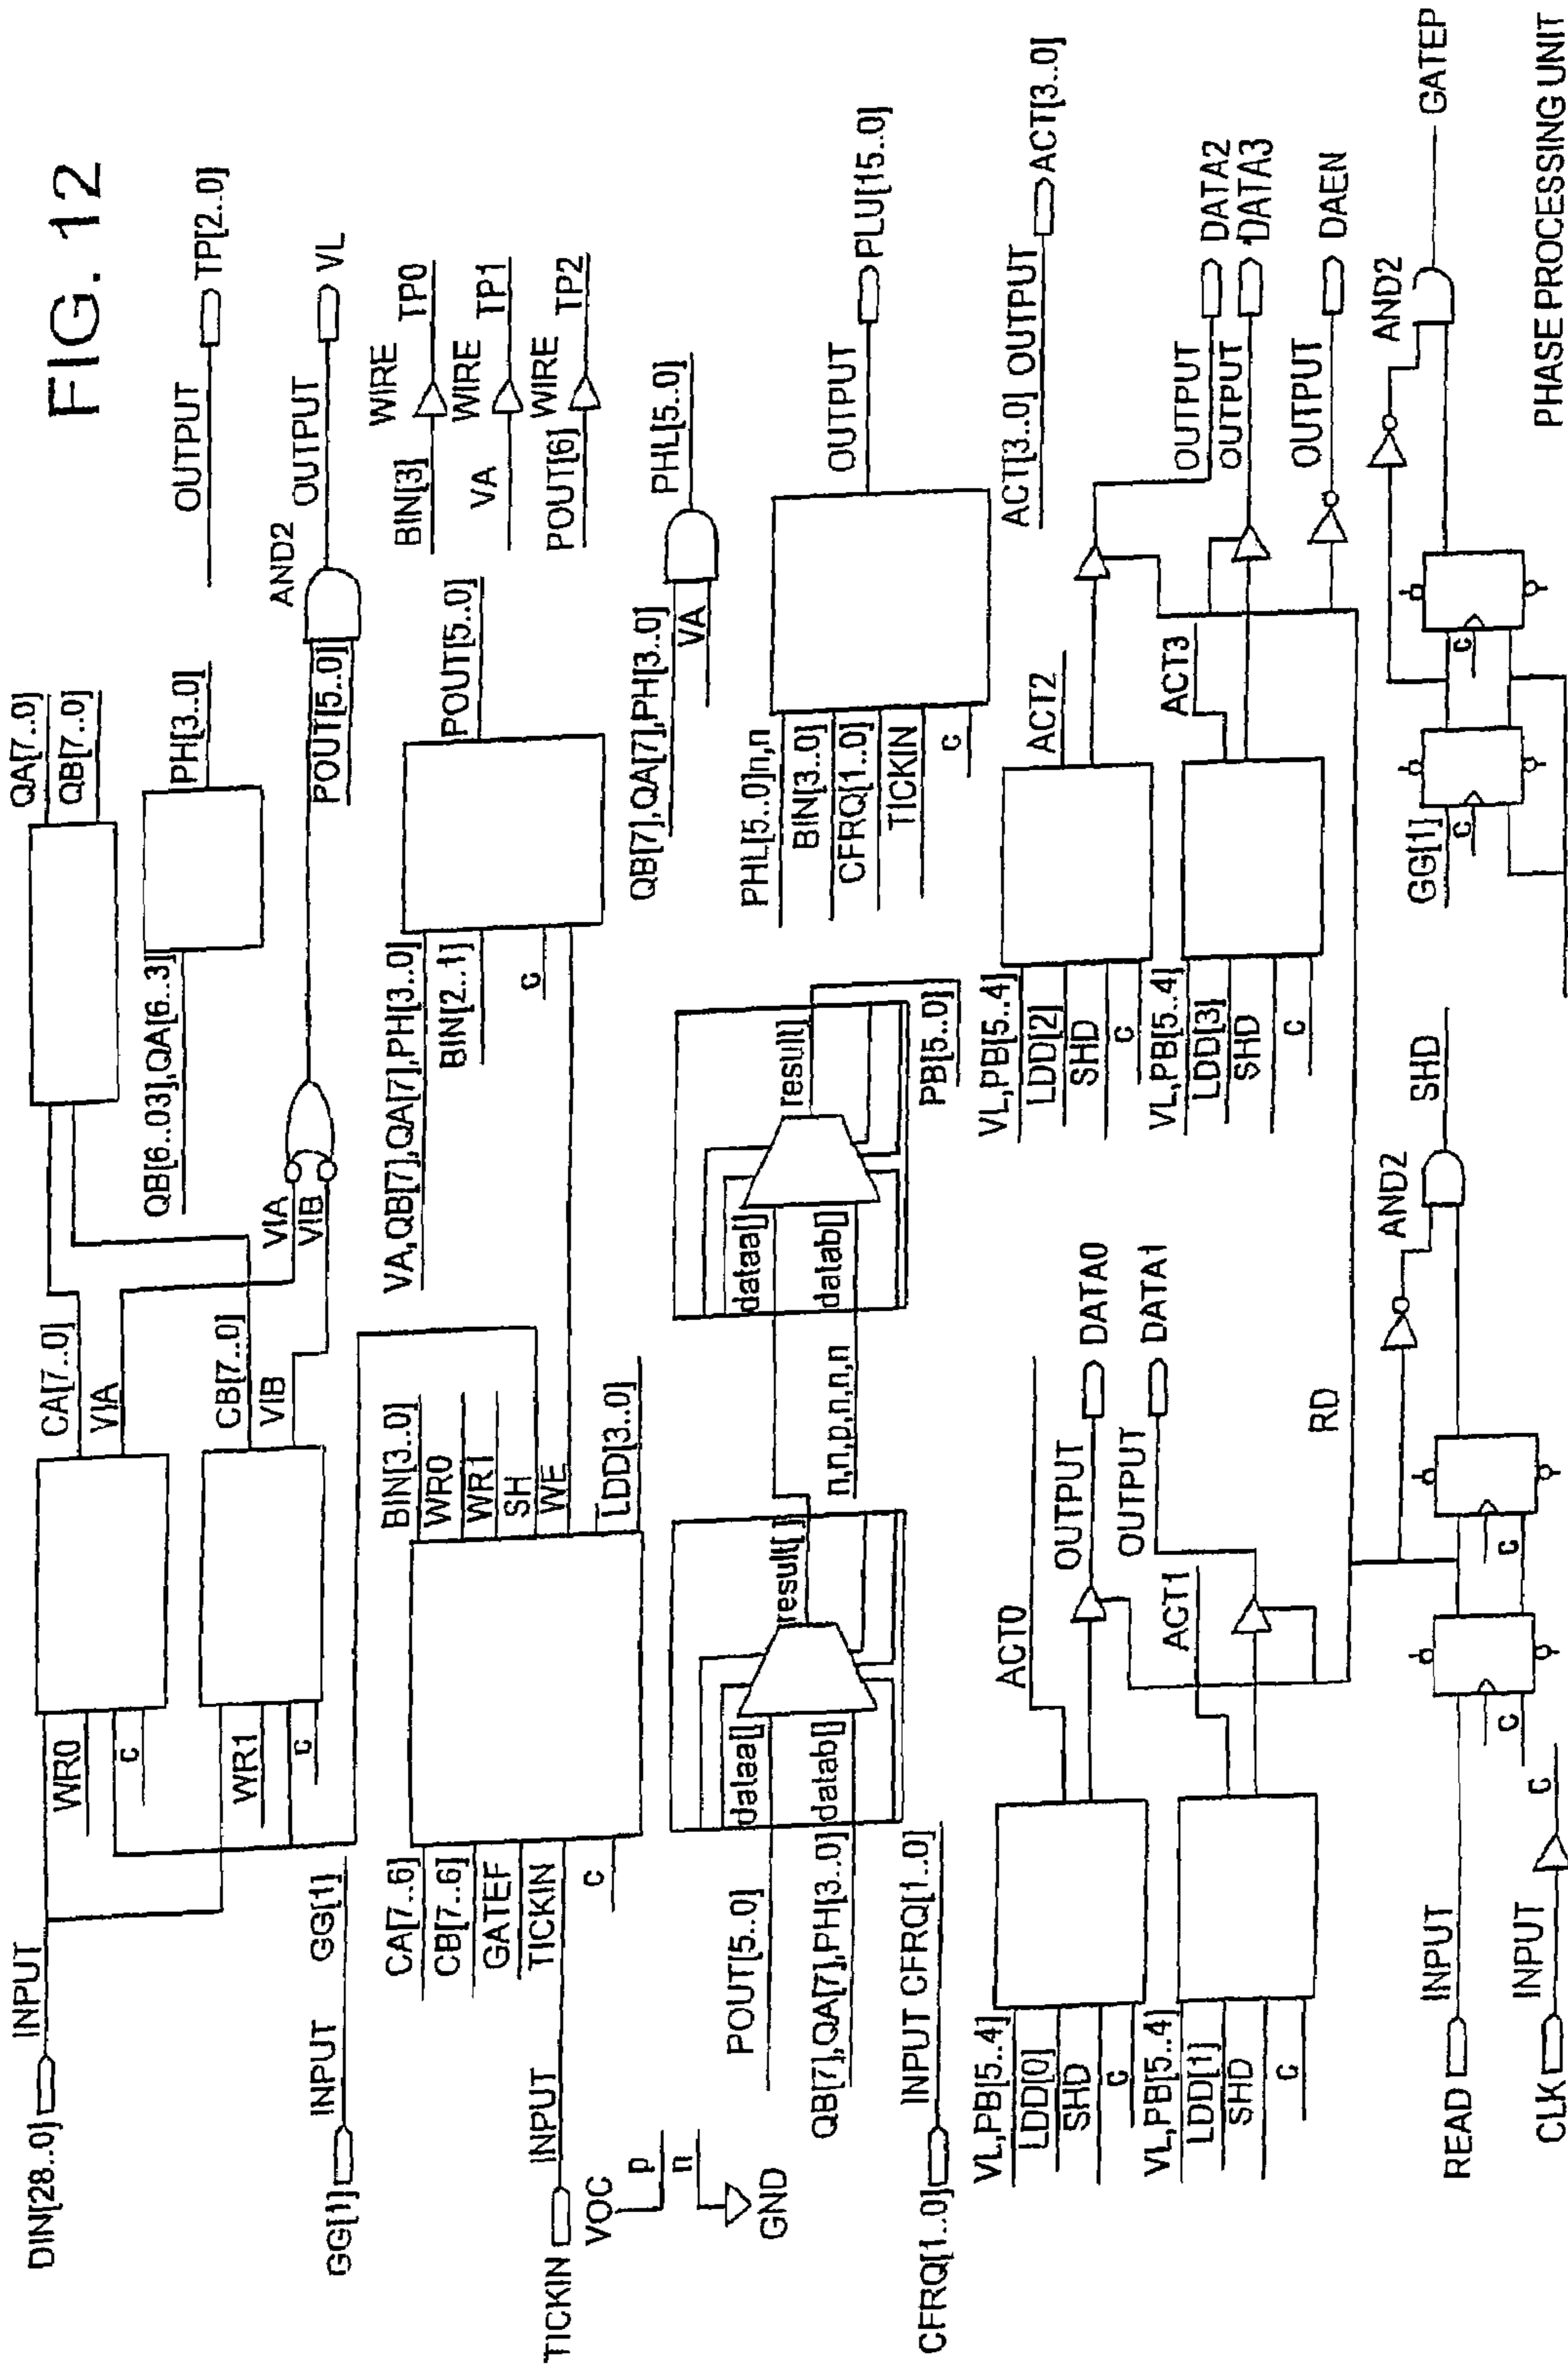 FIG. 12
DIN[28..0] INPUT
WR0
C
WR1
C
CA[7..0]
VIA
CB[7..0]
VIB
QA[7..0]
QB[7..0]
QB[6..03],QA[6..3]
PH[3..0]
OUTPUT TP[2..0]
VIA
VIB
POUT[5..0]
AND2
OUTPUT VL
GG[1] INPUT GG[1]
CA[7..6]
CB[7..6]
GATEF
TICKIN
C
TICKIN INPUT
BIN[3..0]
WR0
WR1
SH
WE
LDD[3..0]
VA,QB[7],QA[7],PH[3..0]
BIN[2..1]
C
POUT[5..0]
BIN[3] WIRE TP0
VA WIRE TP1
POUT[6] WIRE TP2
VOC
p
n
GND
POUT[5..0]
QB[7],QA[7],PH[3..0]
dataa[]
datab[]
result[ ]
n,n,p,n,n,n
dataa[]
datab[]
result[]
PB[5..0]
QB[7],QA[7],PH[3..0]
VA
PHL[5..0]
CFRQ[1..0] INPUT CFRQ[1..0]
PHL[5..0]n,n
BIN[3..0]
CFRQ[1..0]
TICKIN
C
OUTPUT PLU[15..0]
VL,PB[5..4]
LDD[0]
SHD
C
ACT0
OUTPUT DATA0
VL,PB[5..4]
LDD[1]
SHD
C
ACT1
OUTPUT DATA1
RD
VL,PB[5..4]
LDD[2]
SHD
C
ACT2
VL,PB[5..4]
LDD[3]
SHD
C
ACT3
ACT[3..0] OUTPUT ACT[3..0]
OUTPUT DATA2
OUTPUT DATA3
OUTPUT DAEN
READ INPUT
C
C
AND2
SHD
CLK INPUT C
GG[1]
C
C
AND2
GATEP
PHASE PROCESSING UNIT